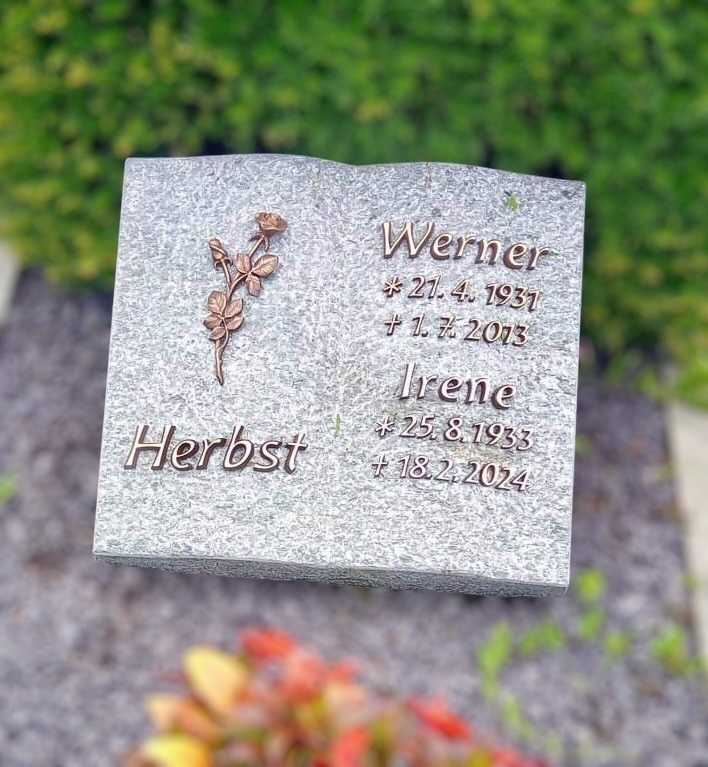 Herbst
Werner
* 21. 4. 1931
† 1. 7. 2013
Irene
* 25. 8. 1933
† 18. 2. 2024